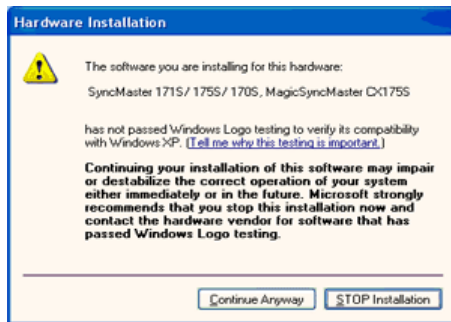 Hardware Installation
The software you are installing for this hardware:
SyncMaster 171S/ 175S/ 170S, MagicSyncMaster CX175S
has not passed Windows Logo testing to verify its compatibility
with Windows XP. (Tell me why this testing is important.)
Continuing your installation of this software may impair
or destabilize the correct operation of your system
either immediately or in the future. Microsoft strongly
recommends that you stop this installation now and
contact the hardware vendor for software that has
passed Windows Logo testing.
Continue Anyway
STOP Installation